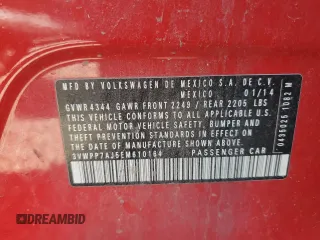 MFD. BY VOLKSWAGEN DE MEXICO S.A. DE C.V.
MEXICO 01/14
GVWR 4344 GAWR FRONT 2249 / REAR 2205 LBS
THIS VEHICLE CONFORMS TO ALL APPLICABLE U.S.
FEDERAL MOTOR VEHICLE SAFETY, BUMPER AND
THEFT PREVENTION STANDARDS IN EFFECT ON
THE DATE OF MANUFACTURE SHOWN ABOVE.
3VWPP7AJ5EM610164 PASSENGER CAR
0435025 1082 M
DREAMBID